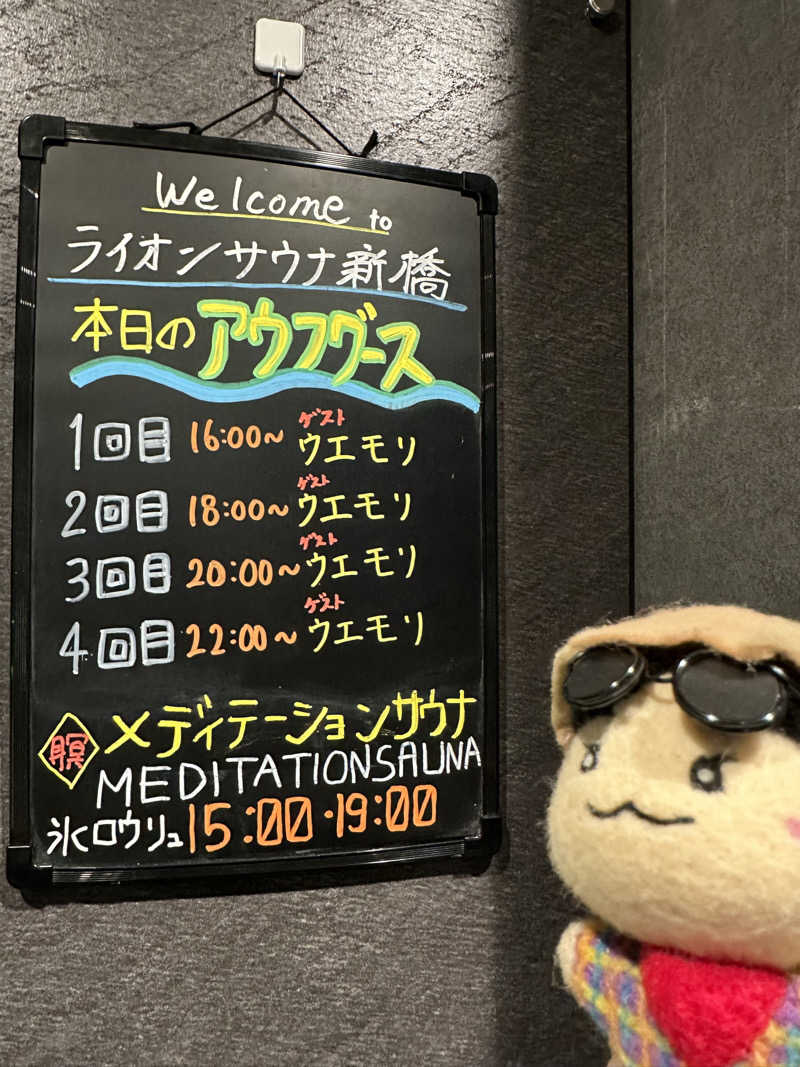 Welcome to
ライオンサウナ新橋
本日のアウフグース
ゲスト
1回目 16:00~ ウエモリ
ゲスト
2回目 18:00~ ウエモリ
ゲスト
3回目 20:00~ ウエモリ
ゲスト
4回目 22:00~ ウエモリ
瞑 メディテーションサウナ
MEDITATIONSAUNA
氷ロウリュ 15:00・19:00